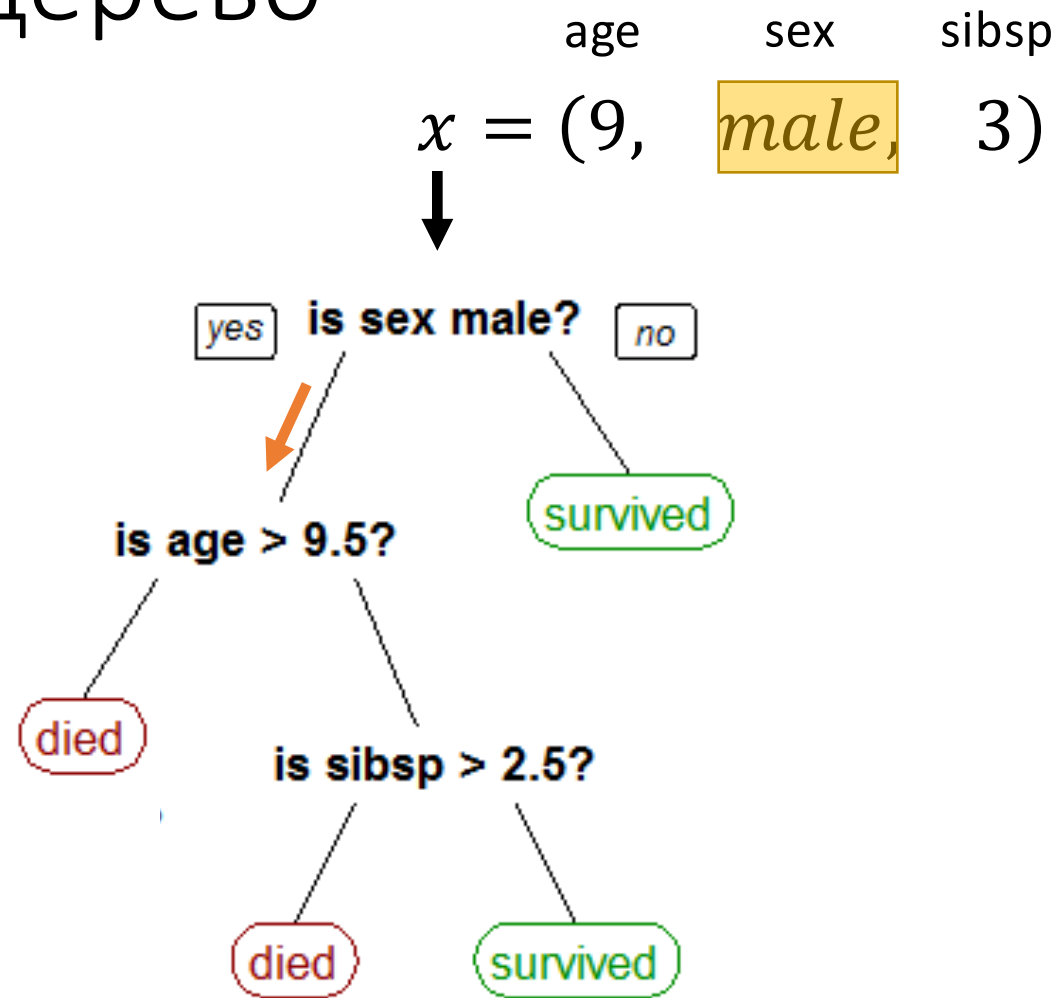 дерево
age sex sibsp
x = (9, male, 3)
yes is sex male? no
survived
is age > 9.5?
died
is sibsp > 2.5?
died survived